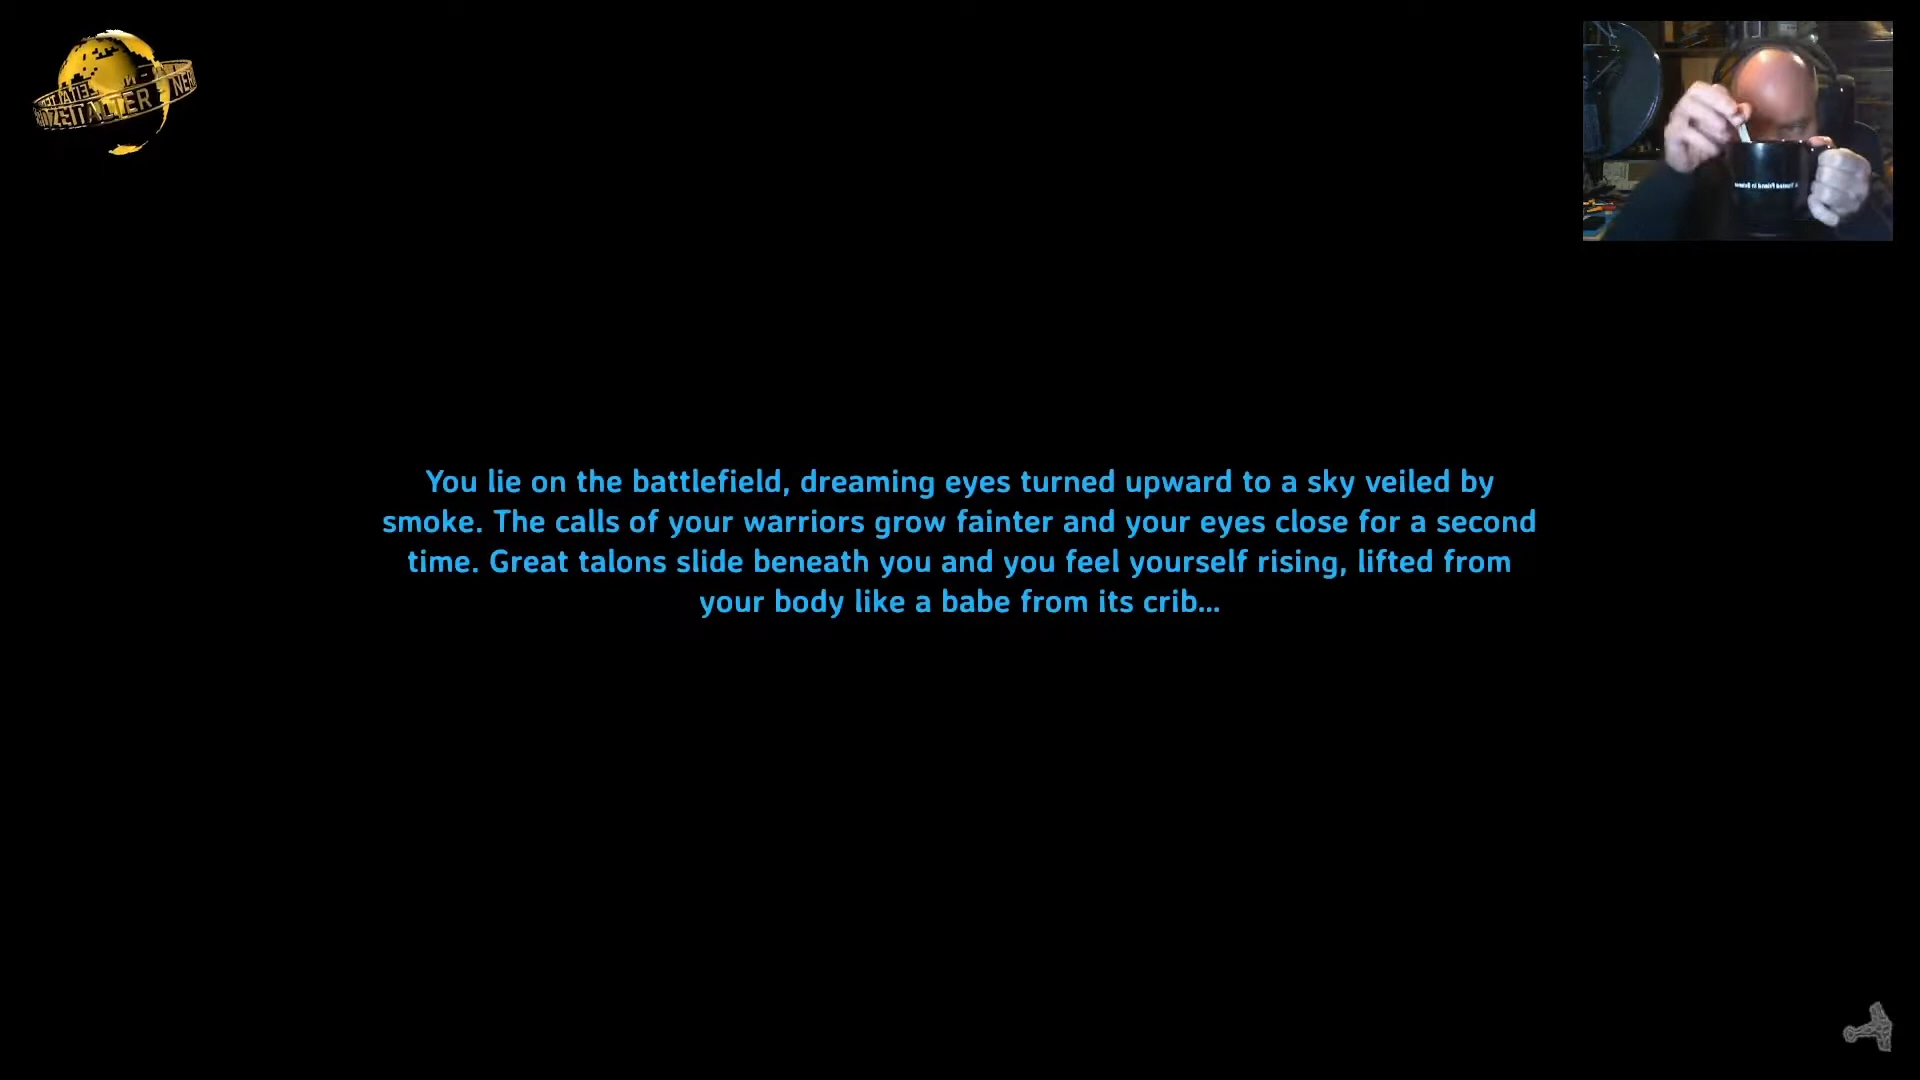 ZEITALTER
NE
You lie on the battlefield, dreaming eyes turned upward to a sky veiled by
smoke. The calls of your warriors grow fainter and your eyes close for a second
time. Great talons slide beneath you and you feel yourself rising, lifted from
your body like a babe from its crib...